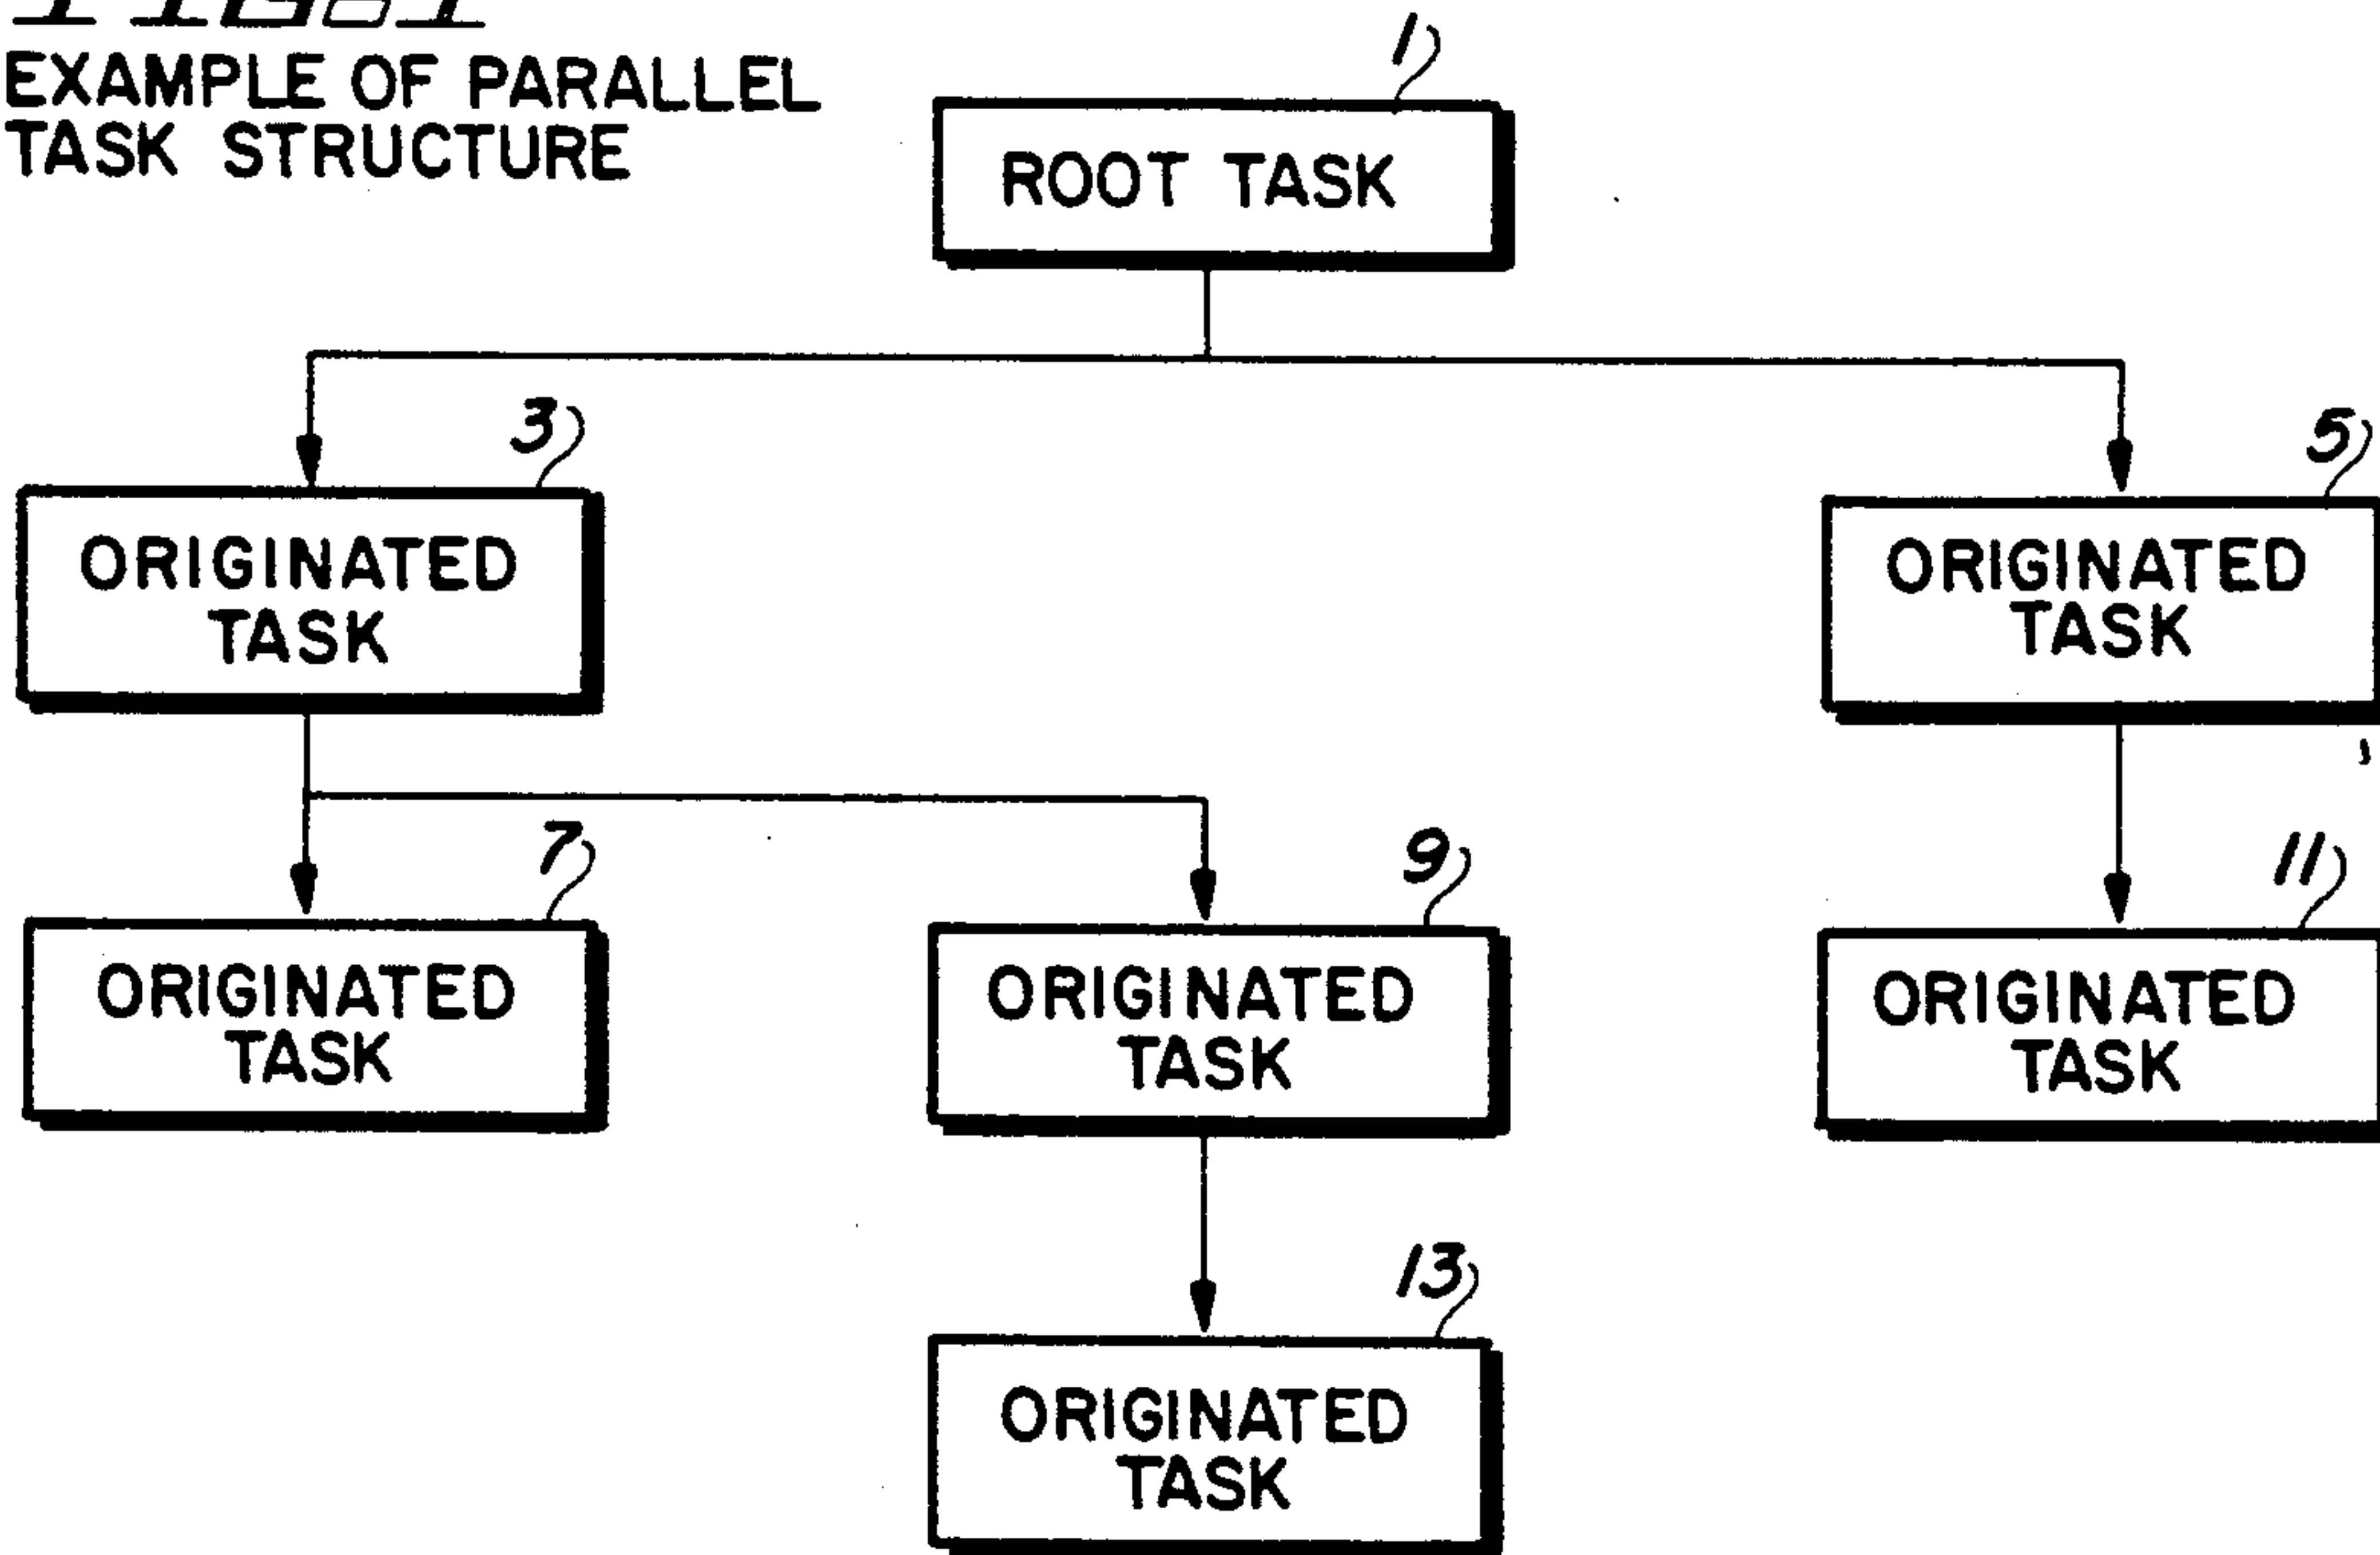 EXAMPLE OF PARALLEL
TASK STRUCTURE
1
ROOT TASK
3
5
ORIGINATED
TASK
ORIGINATED
TASK
7
9
11
ORIGINATED
TASK
ORIGINATED
TASK
ORIGINATED
TASK
13
ORIGINATED
TASK